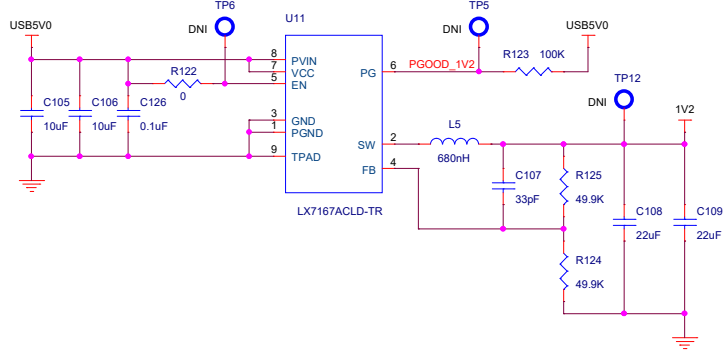 TP6
TP5
USB5V0
DNI
U11
DNI
USB5V0
R123 100K
TP12
8 PVIN
7 VCC
5 EN
PG 6
PGOOD_1V2
R122
0
DNI
1V2
C105
10uF
C106
10uF
C126
0.1uF
3 GND
1 PGND
9 TPAD
SW 2
FB 4
L5
680nH
C107
33pF
R125
49.9K
LX7167ACLD-TR
C108
22uF
C109
22uF
R124
49.9K